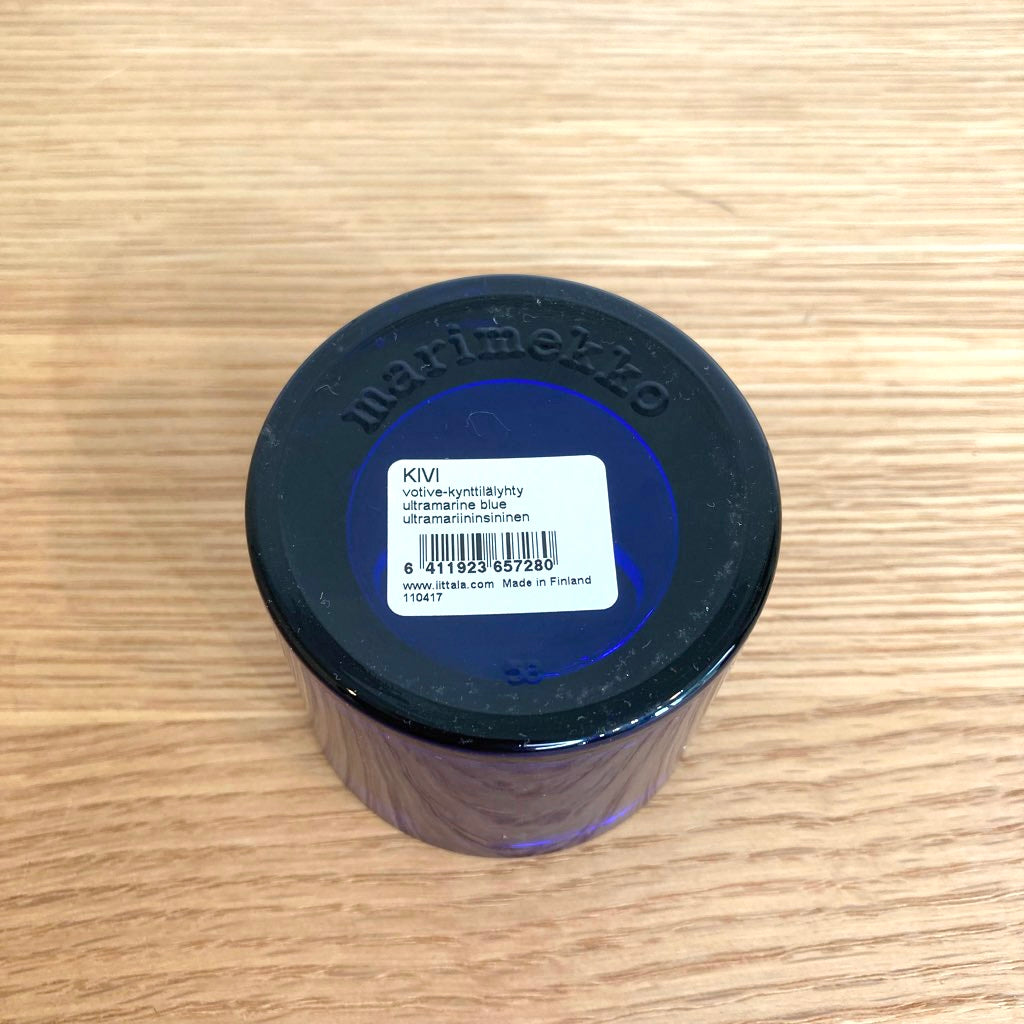 marimekko
KIVI
votive-kynttilälyhty
ultramarine blue
ultramariininsininen
6 411923 657280
www.iittala.com Made in Finland
110417